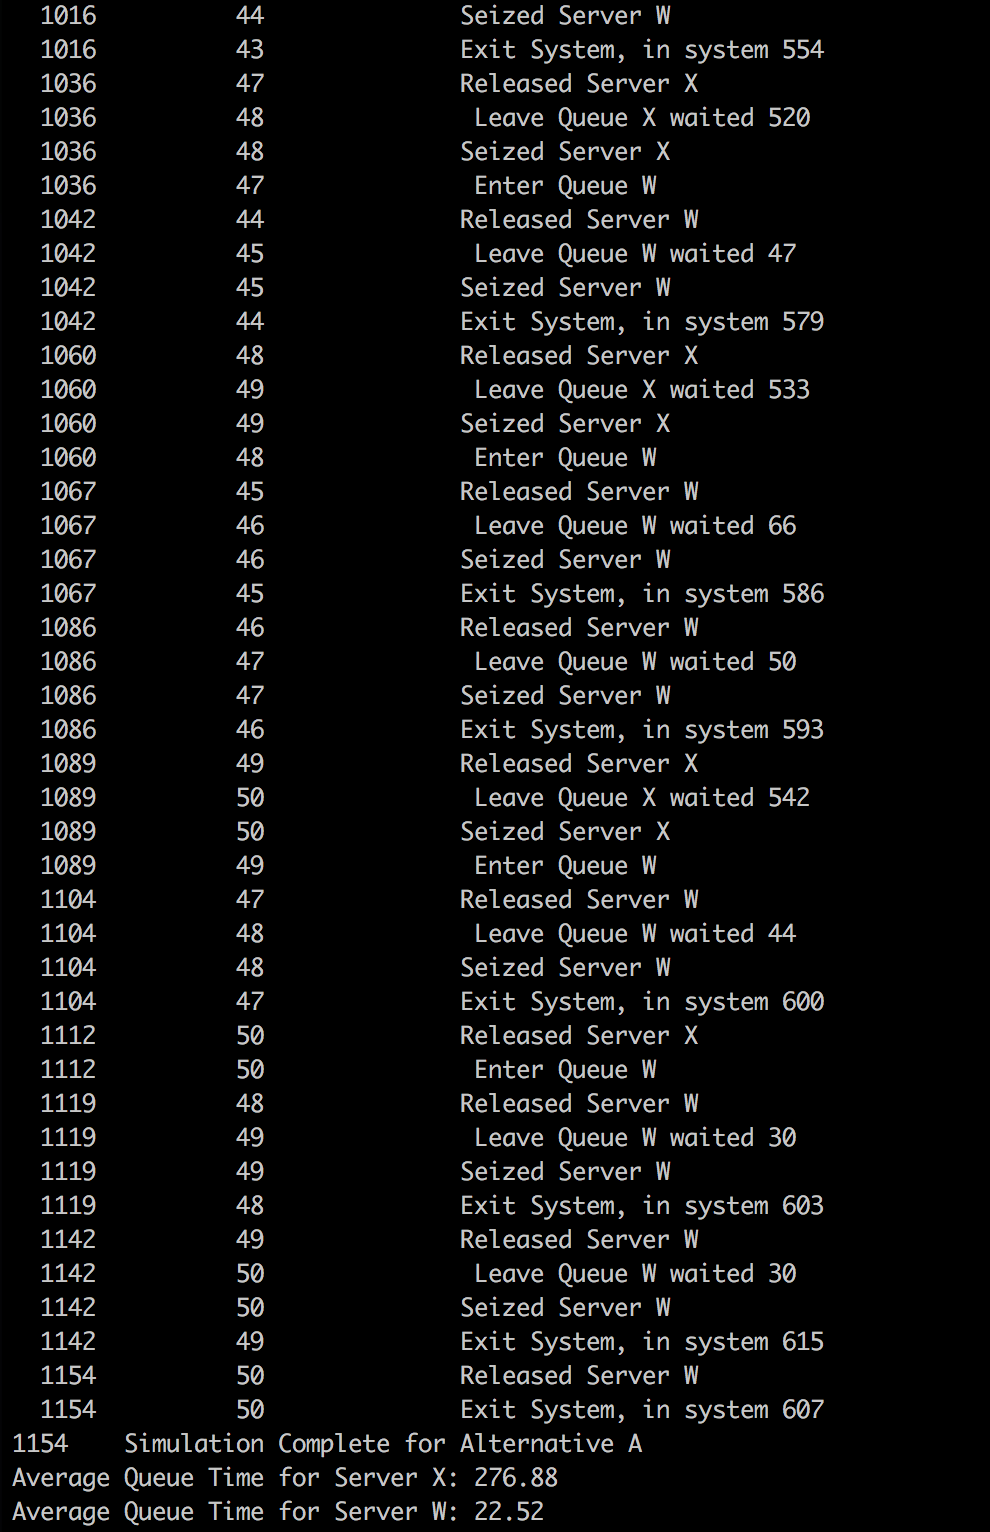 1016          44              Seized Server W
1016          43              Exit System, in system 554
1036          47              Released Server X
1036          48               Leave Queue X waited 520
1036          48              Seized Server X
1036          47               Enter Queue W
1042          44              Released Server W
1042          45               Leave Queue W waited 47
1042          45              Seized Server W
1042          44              Exit System, in system 579
1060          48              Released Server X
1060          49               Leave Queue X waited 533
1060          49              Seized Server X
1060          48               Enter Queue W
1067          45              Released Server W
1067          46               Leave Queue W waited 66
1067          46              Seized Server W
1067          45              Exit System, in system 586
1086          46              Released Server W
1086          47               Leave Queue W waited 50
1086          47              Seized Server W
1086          46              Exit System, in system 593
1089          49              Released Server X
1089          50               Leave Queue X waited 542
1089          50              Seized Server X
1089          49               Enter Queue W
1104          47              Released Server W
1104          48               Leave Queue W waited 44
1104          48              Seized Server W
1104          47              Exit System, in system 600
1112          50              Released Server X
1112          50               Enter Queue W
1119          48              Released Server W
1119          49               Leave Queue W waited 30
1119          49              Seized Server W
1119          48              Exit System, in system 603
1142          49              Released Server W
1142          50               Leave Queue W waited 30
1142          50              Seized Server W
1142          49              Exit System, in system 615
1154          50              Released Server W
1154          50              Exit System, in system 607
1154    Simulation Complete for Alternative A
Average Queue Time for Server X: 276.88
Average Queue Time for Server W: 22.52